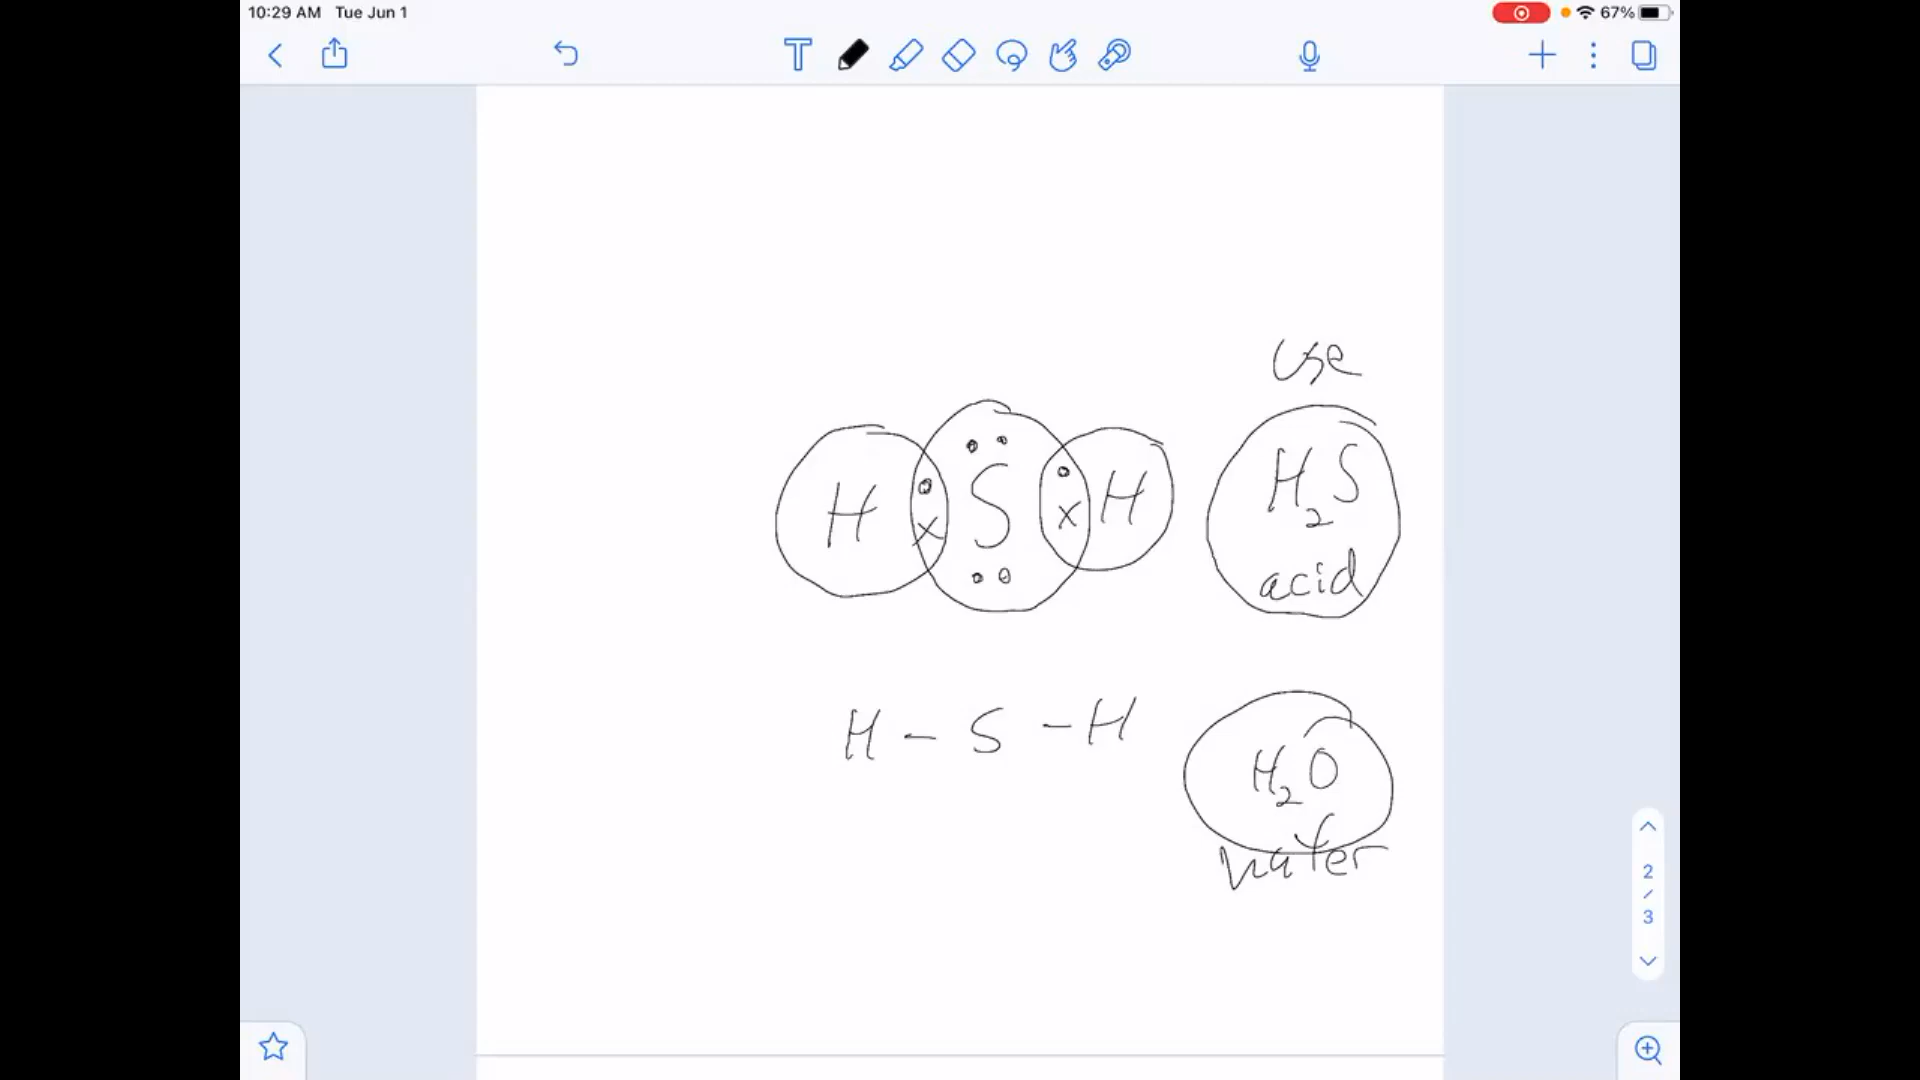 10:29 AM Tue Jun 1
67%
T
use
H S H
H₂S
acid
H - S - H
H₂O
water
2
/
3